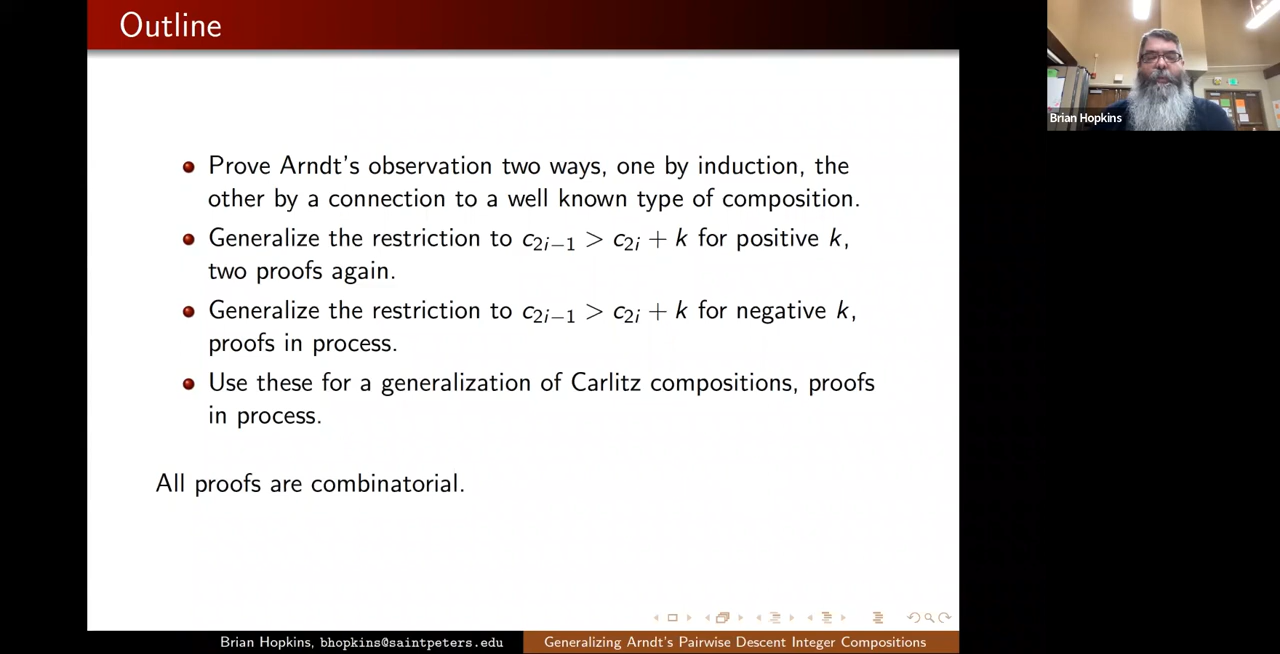 Outline
Brian Hopkins
Prove Arndt's observation two ways, one by induction, the
other by a connection to a well known type of composition.
Generalize the restriction to c₂ᵢ₋₁ > c₂ᵢ + k for positive k,
two proofs again.
Generalize the restriction to c₂ᵢ₋₁ > c₂ᵢ + k for negative k,
proofs in process.
Use these for a generalization of Carlitz compositions, proofs
in process.
All proofs are combinatorial.
Brian Hopkins, bhopkins@saintpeters.edu
Generalizing Arndt's Pairwise Descent Integer Compositions